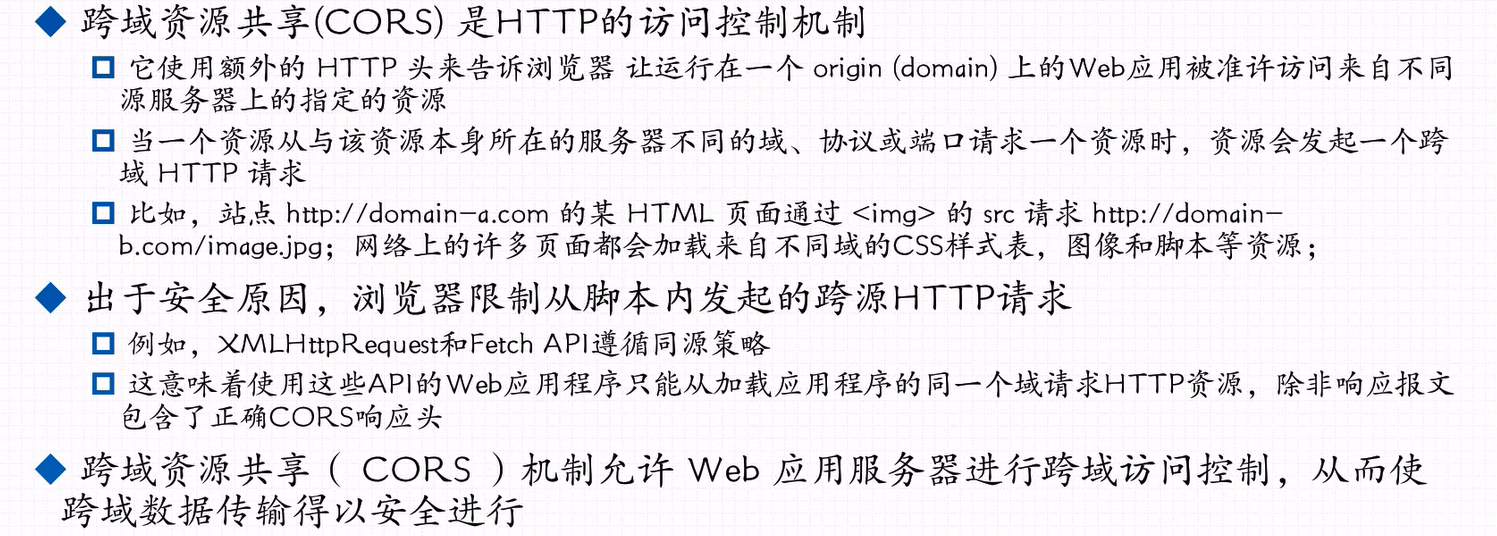 跨域资源共享(CORS) 是HTTP的访问控制机制
它使用额外的 HTTP 头来告诉浏览器 让运行在一个 origin (domain) 上的Web应用被准许访问来自不同
源服务器上的指定的资源
当一个资源从与该资源本身所在的服务器不同的域、协议或端口请求一个资源时，资源会发起一个跨
域 HTTP 请求
比如，站点 http://domain-a.com 的某 HTML 页面通过 <img> 的 src 请求 http://domain-
b.com/image.jpg；网络上的许多页面都会加载来自不同域的CSS样式表，图像和脚本等资源；
出于安全原因，浏览器限制从脚本内发起的跨源HTTP请求
例如，XMLHttpRequest和Fetch API遵循同源策略
这意味着使用这些API的Web应用程序只能从加载应用程序的同一个域请求HTTP资源，除非响应报文
包含了正确CORS响应头
跨域资源共享（ CORS ）机制允许 Web 应用服务器进行跨域访问控制，从而使
跨域数据传输得以安全进行